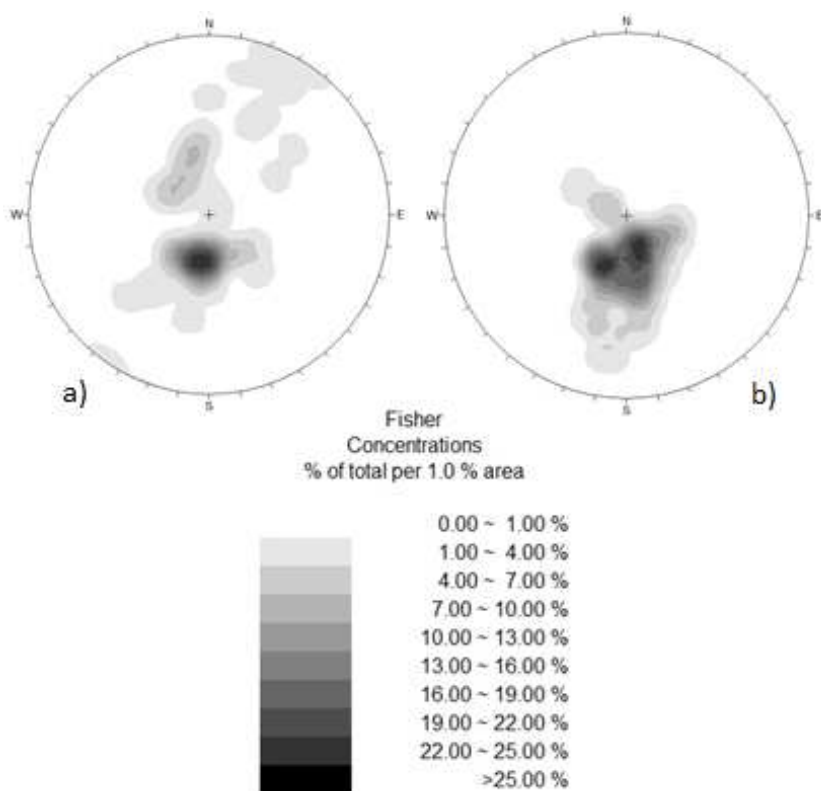 N
N
W
E
W
E
S
S
a)
b)
Fisher
Concentrations
% of total per 1.0 % area
0.00 ~ 1.00 %
1.00 ~ 4.00 %
4.00 ~ 7.00 %
7.00 ~ 10.00 %
10.00 ~ 13.00 %
13.00 ~ 16.00 %
16.00 ~ 19.00 %
19.00 ~ 22.00 %
22.00 ~ 25.00 %
>25.00 %